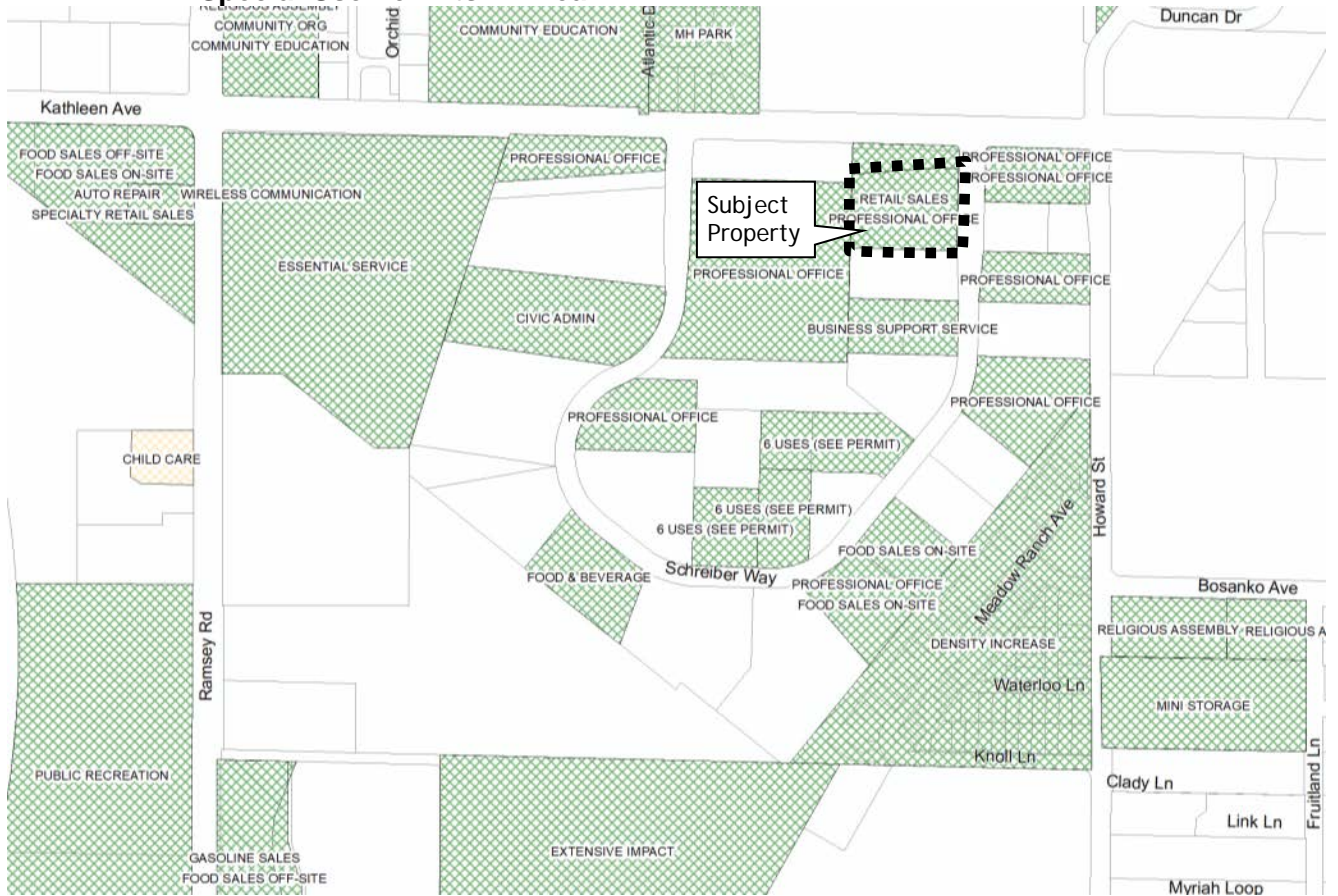 COMMUNITY ORG
COMMUNITY EDUCATION
Orchid
COMMUNITY EDUCATION
MH PARK
Duncan Dr
Kathleen Ave
FOOD SALES OFF-SITE
FOOD SALES ON-SITE
AUTO REPAIR
SPECIALTY RETAIL SALES
WIRELESS COMMUNICATION
ESSENTIAL SERVICE
PROFESSIONAL OFFICE
PROFESSIONAL OFFICE
PROFESSIONAL OFFICE
RETAIL SALES
PROFESSIONAL OFFICE
Subject
Property
PROFESSIONAL OFFICE
PROFESSIONAL OFFICE
CIVIC ADMIN
BUSINESS SUPPORT SERVICE
PROFESSIONAL OFFICE
PROFESSIONAL OFFICE
CHILD CARE
6 USES (SEE PERMIT)
6 USES (SEE PERMIT)
6 USES (SEE PERMIT)
Howard St
Meadow Ranch Ave
FOOD SALES ON-SITE
FOOD & BEVERAGE
Schreiber Way
PROFESSIONAL OFFICE
FOOD SALES ON-SITE
Bosanko Ave
Ramsey Rd
DENSITY INCREASE
RELIGIOUS ASSEMBLY
RELIGIOUS A
Waterloo Ln
MINI STORAGE
Knoll Ln
PUBLIC RECREATION
Clady Ln
Fruitland Ln
Link Ln
GASOLINE SALES
FOOD SALES OFF-SITE
EXTENSIVE IMPACT
Myriah Loop